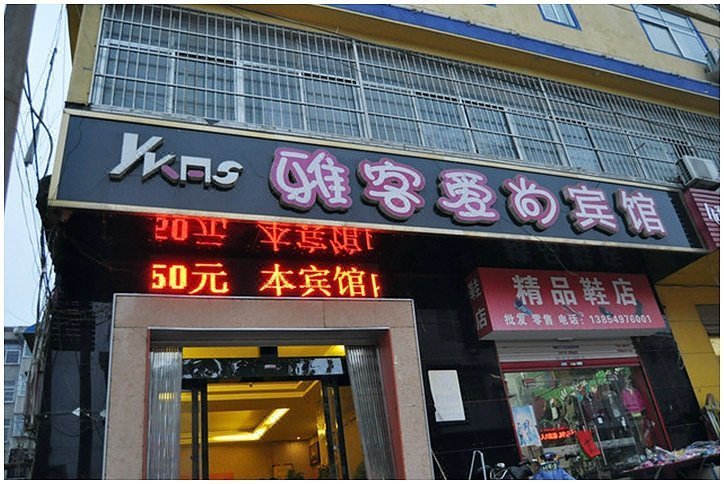 YKAS 雅客爱尚宾馆
50元 本宾馆
精品鞋店
批发 零售 电话：13854976001
鞋店